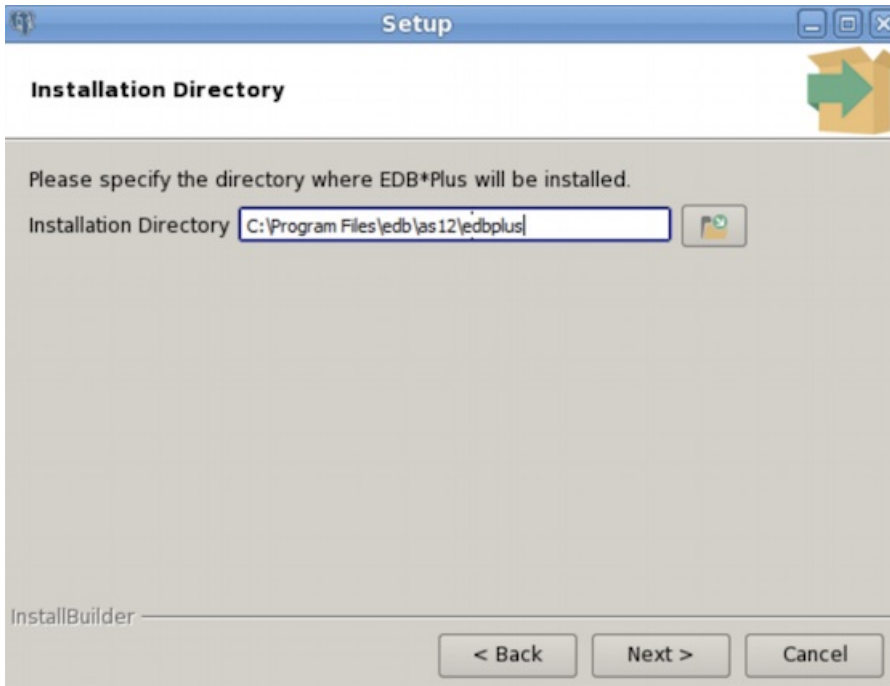 Setup
Installation Directory
Please specify the directory where EDB*Plus will be installed.
Installation Directory C:\Program Files\edb\as12\edbplus
InstallBuilder
< Back Next > Cancel